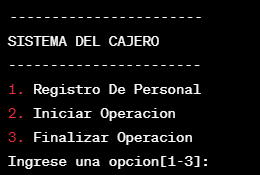 -----------------------
SISTEMA DEL CAJERO
-----------------------
1. Registro De Personal
2. Iniciar Operacion
3. Finalizar Operacion
Ingrese una opcion[1-3]: